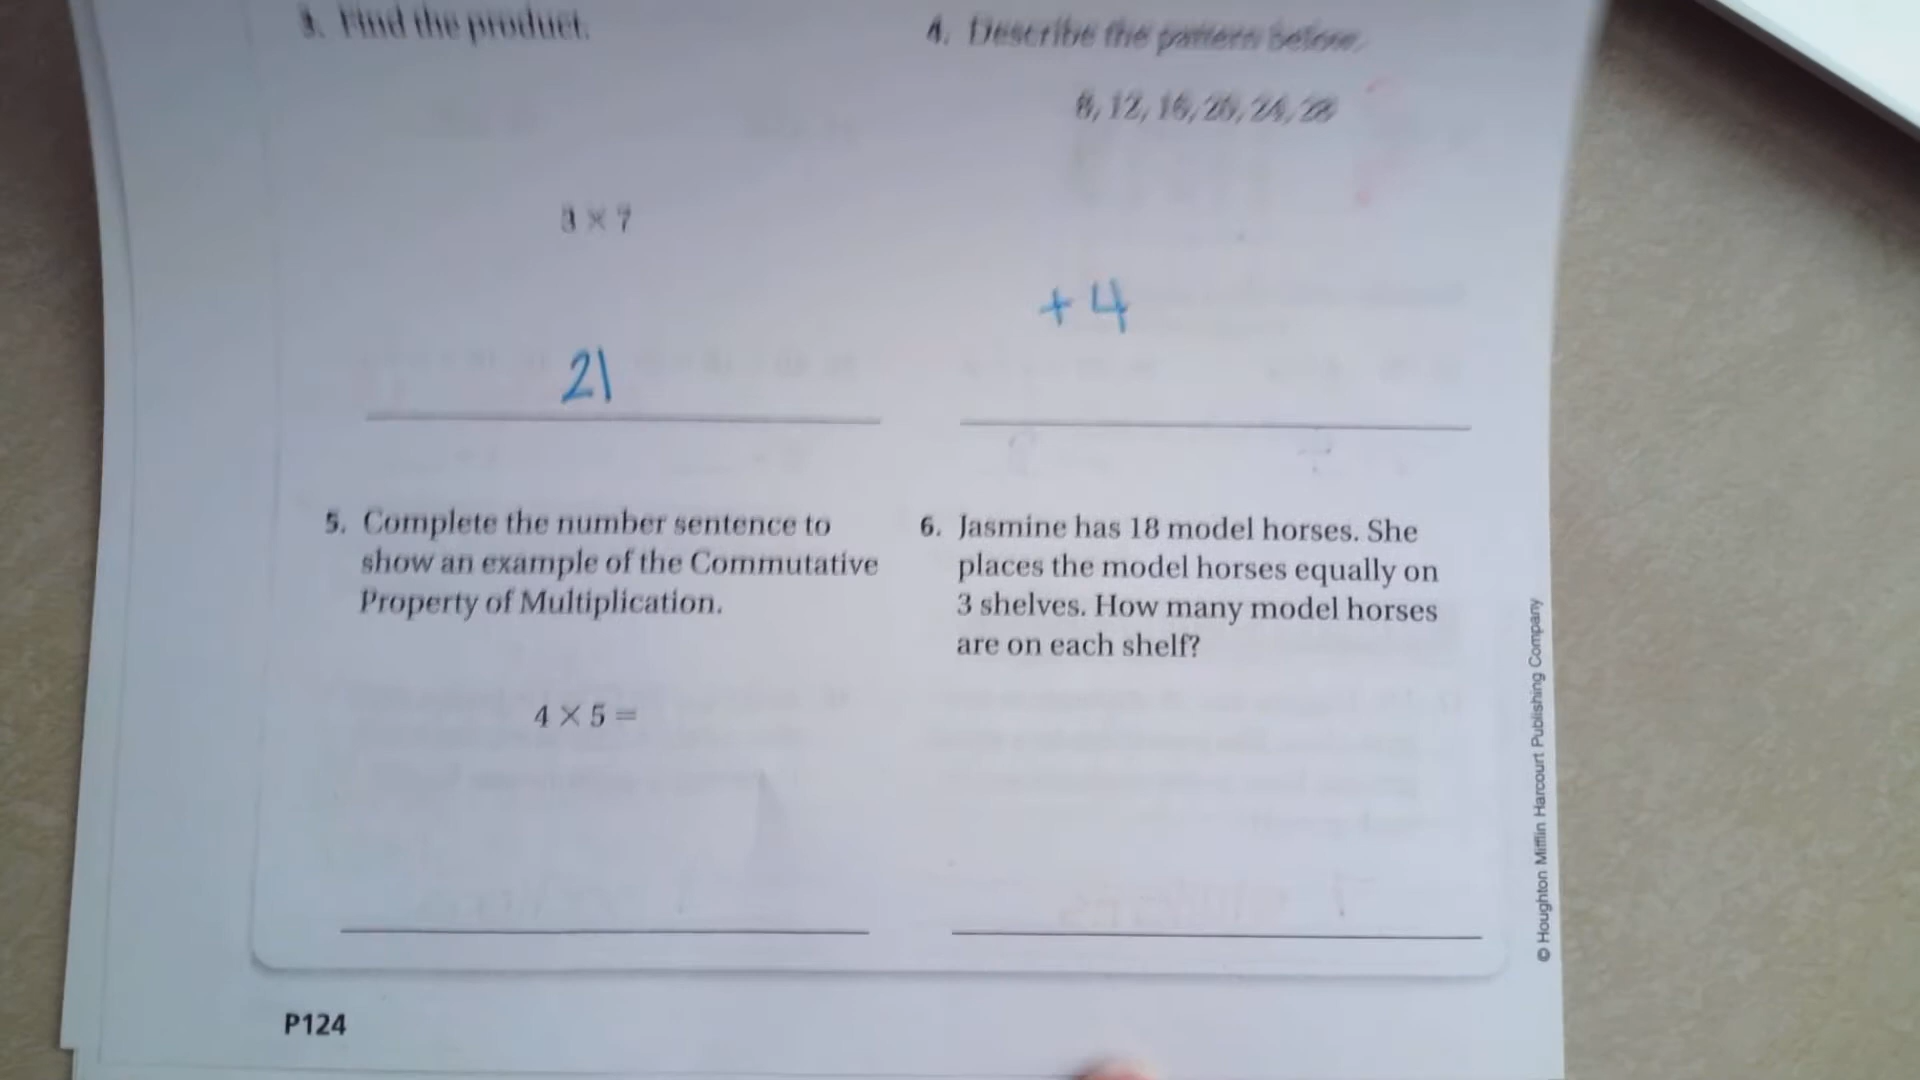 3. Find the product.
3 × 7
21
4. Describe the pattern below.
8, 12, 16, 20, 24, 28
+ 4
5. Complete the number sentence to
show an example of the Commutative
Property of Multiplication.
4 × 5 =
6. Jasmine has 18 model horses. She
places the model horses equally on
3 shelves. How many model horses
are on each shelf?
© Houghton Mifflin Harcourt Publishing Company
P124